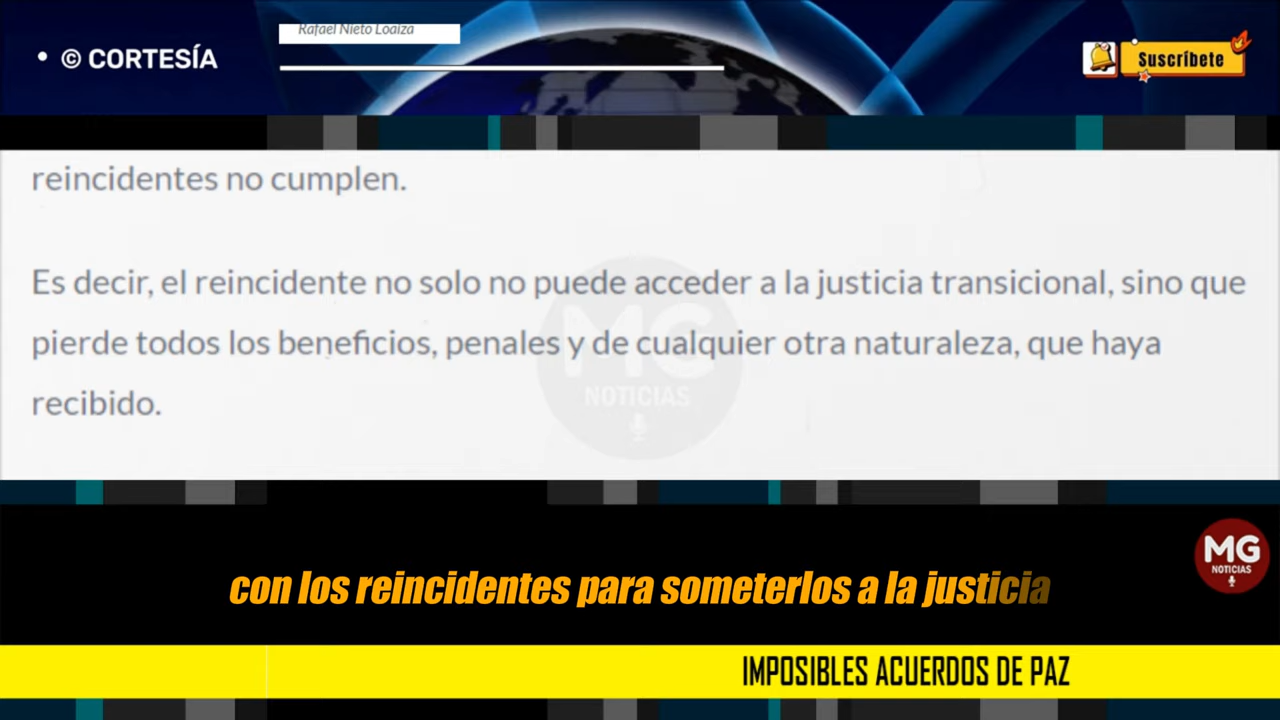 Rafael Nieto Loaiza
• © CORTESÍA
Suscríbete
reincidentes no cumplen.
Es decir, el reincidente no solo no puede acceder a la justicia transicional, sino que
pierde todos los beneficios, penales y de cualquier otra naturaleza, que haya
recibido.
MG
NOTICIAS
con los reincidentes para someterlos a la justicia
MG
NOTICIAS
IMPOSIBLES ACUERDOS DE PAZ